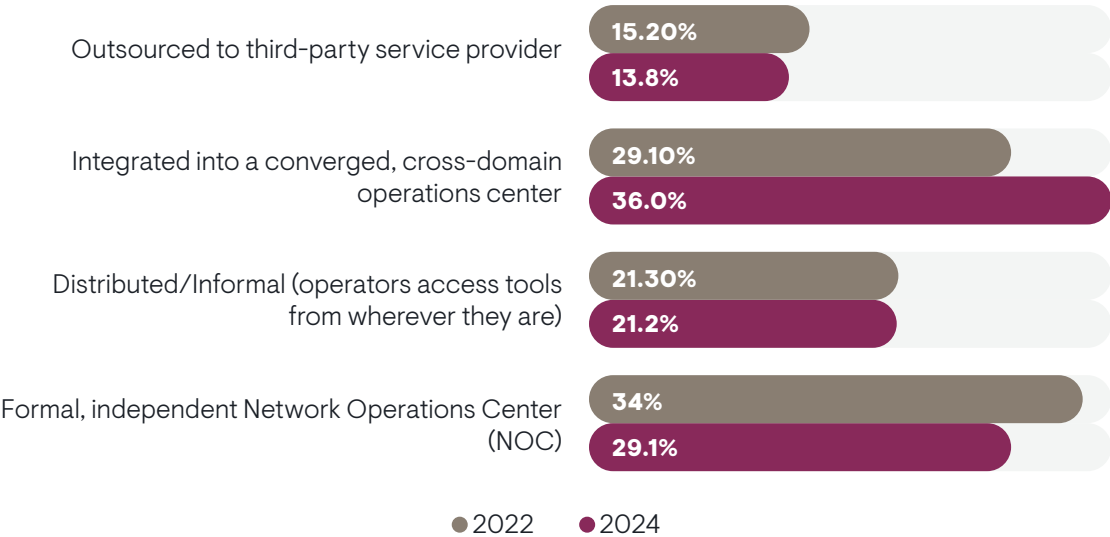 Outsourced to third-party service provider
15.20%
13.8%
Integrated into a converged, cross-domain
operations center
29.10%
36.0%
Distributed/Informal (operators access tools
from wherever they are)
21.30%
21.2%
Formal, independent Network Operations Center
(NOC)
34%
29.1%
2022 2024